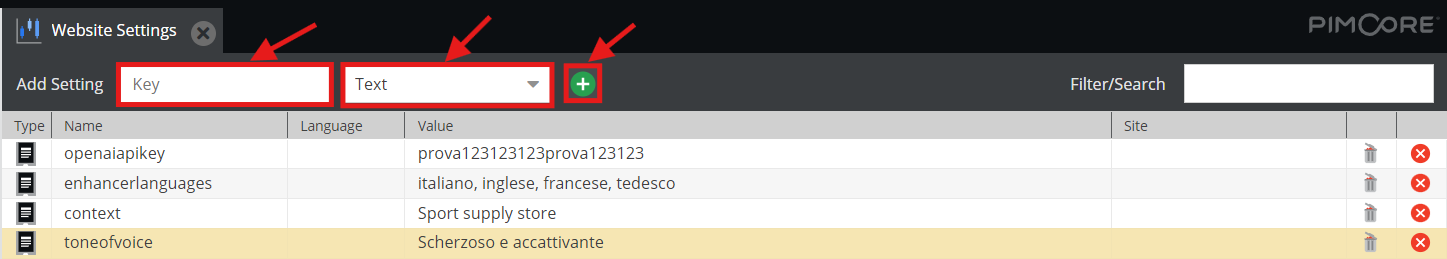 Website Settings
PIMCORE
Add Setting Key Text Filter/Search
Type Name Language Value Site
openaiapikey prova123123123prova123123
enhancerlanguages italiano, inglese, francese, tedesco
context Sport supply store
toneofvoice Scherzoso e accattivante